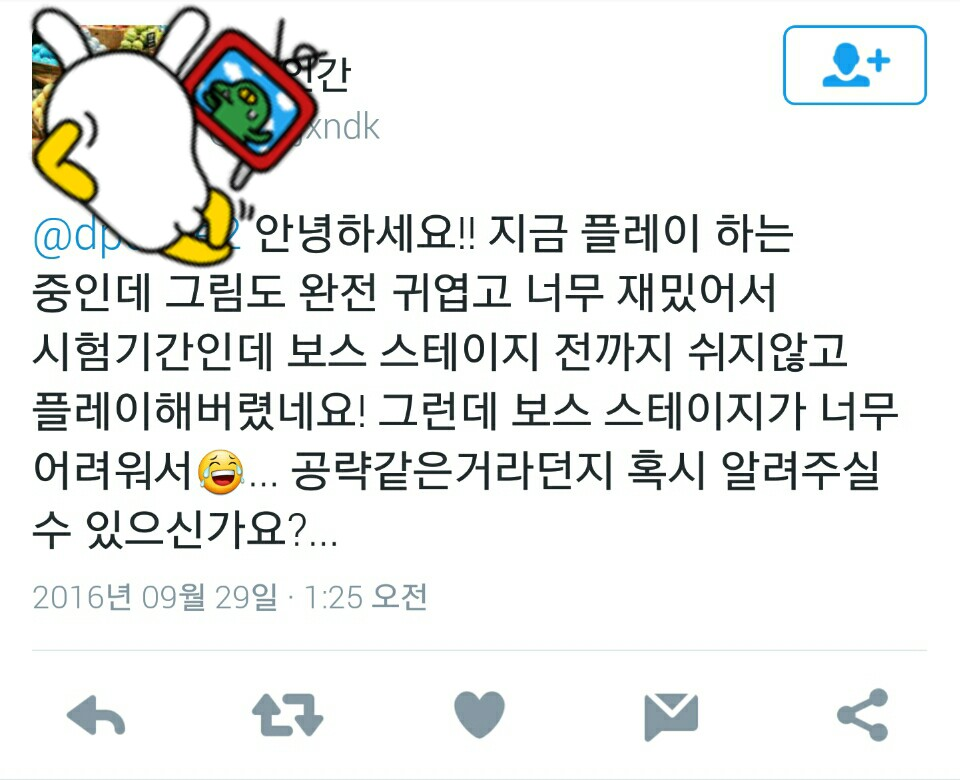 인간
xndk
@dp 2 안녕하세요!! 지금 플레이 하는
중인데 그림도 완전 귀엽고 너무 재밌어서
시험기간인데 보스 스테이지 전까지 쉬지않고
플레이해버렸네요! 그런데 보스 스테이지가 너무
어려워서😂... 공략같은거라던지 혹시 알려주실
수 있으신가요?...
2016년 09월 29일 · 1:25 오전